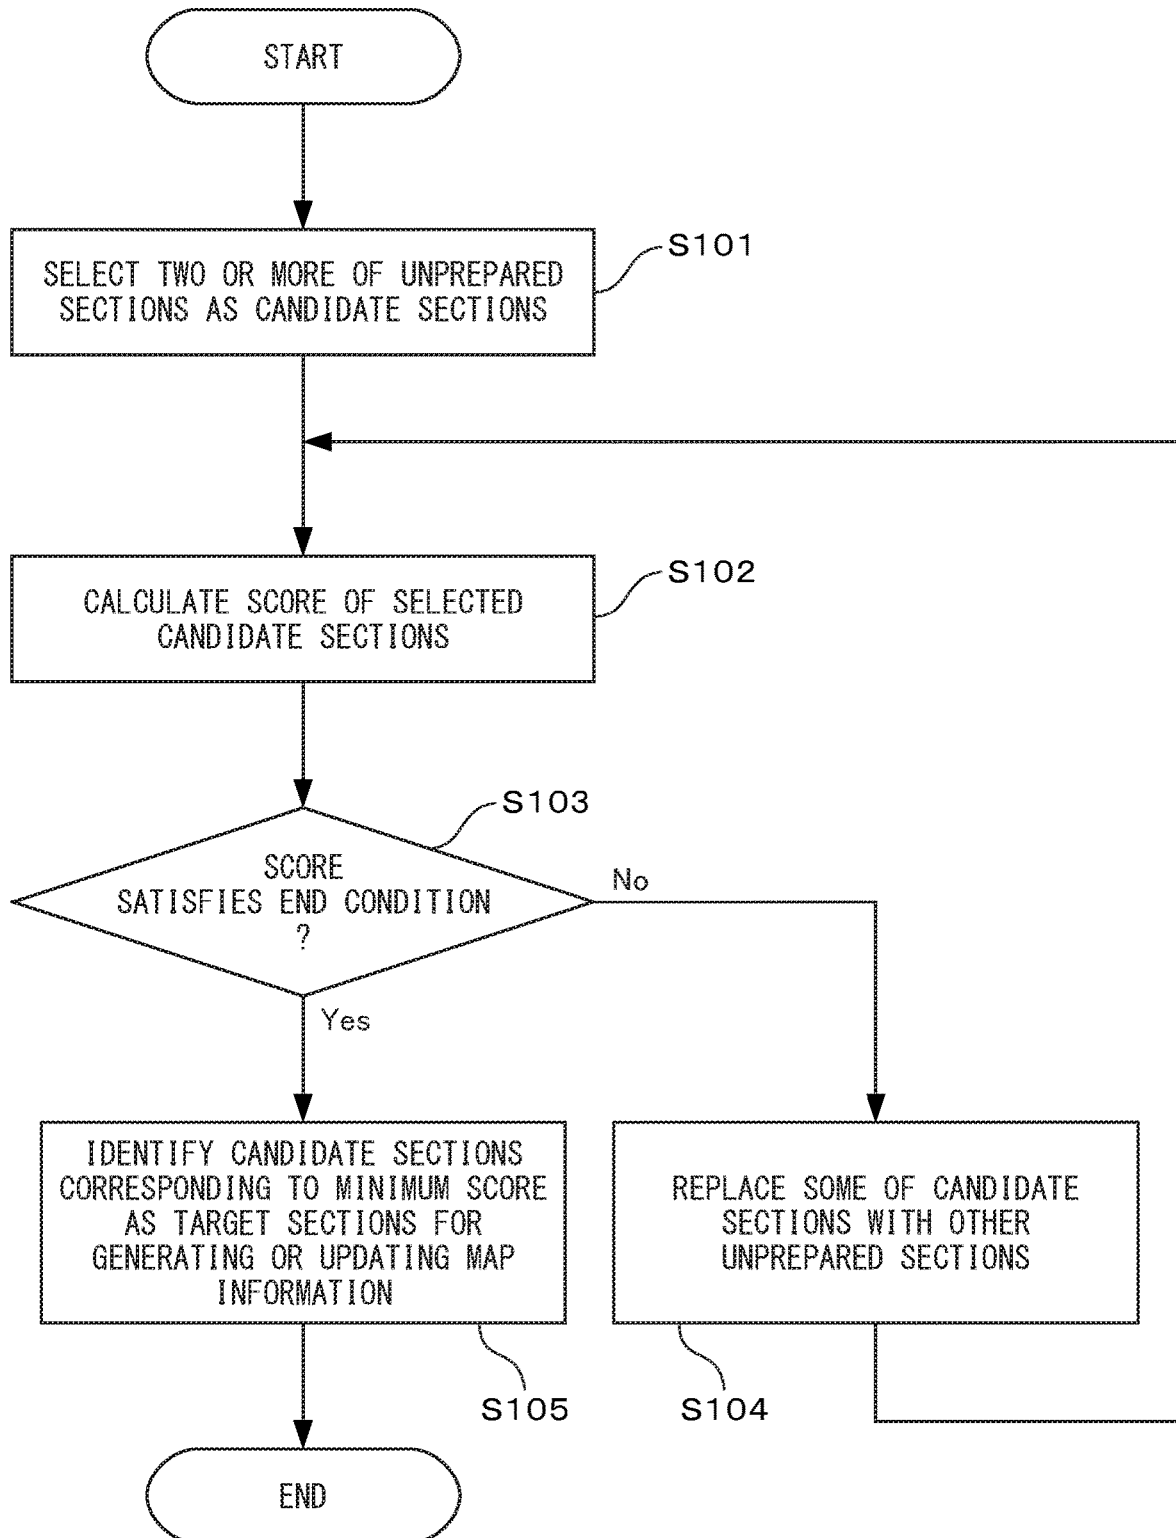 START
S101
SELECT TWO OR MORE OF UNPREPARED
SECTIONS AS CANDIDATE SECTIONS
S102
CALCULATE SCORE OF SELECTED
CANDIDATE SECTIONS
S103
SCORE
SATISFIES END CONDITION
?
No
Yes
IDENTIFY CANDIDATE SECTIONS
CORRESPONDING TO MINIMUM SCORE
AS TARGET SECTIONS FOR
GENERATING OR UPDATING MAP
INFORMATION
REPLACE SOME OF CANDIDATE
SECTIONS WITH OTHER
UNPREPARED SECTIONS
S105
S104
END